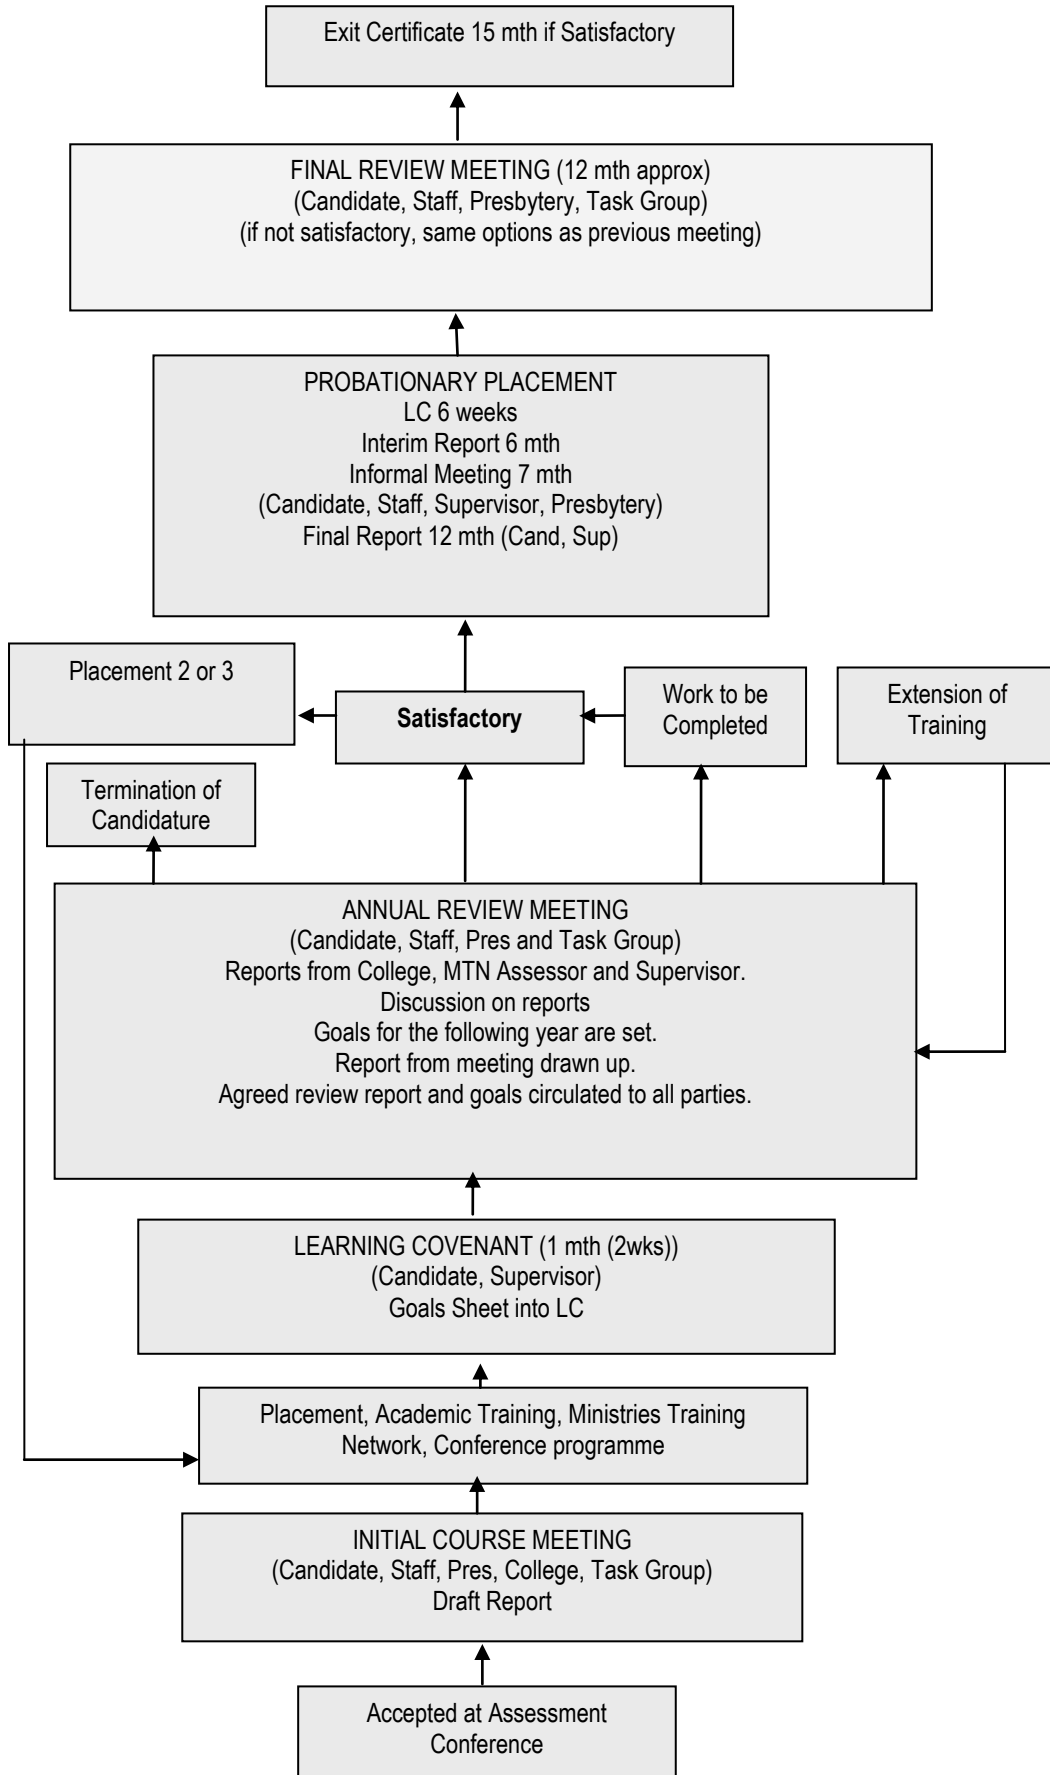 Exit Certificate 15 mth if Satisfactory
FINAL REVIEW MEETING (12 mth approx)
(Candidate, Staff, Presbytery, Task Group)
(if not satisfactory, same options as previous meeting)
PROBATIONARY PLACEMENT
LC 6 weeks
Interim Report 6 mth
Informal Meeting 7 mth
(Candidate, Staff, Supervisor, Presbytery)
Final Report 12 mth (Cand, Sup)
Placement 2 or 3
Satisfactory
Work to be
Completed
Extension of
Training
Termination of
Candidature
ANNUAL REVIEW MEETING
(Candidate, Staff, Pres and Task Group)
Reports from College, MTN Assessor and Supervisor.
Discussion on reports
Goals for the following year are set.
Report from meeting drawn up.
Agreed review report and goals circulated to all parties.
LEARNING COVENANT (1 mth (2wks))
(Candidate, Supervisor)
Goals Sheet into LC
Placement, Academic Training, Ministries Training
Network, Conference programme
INITIAL COURSE MEETING
(Candidate, Staff, Pres, College, Task Group)
Draft Report
Accepted at Assessment
Conference